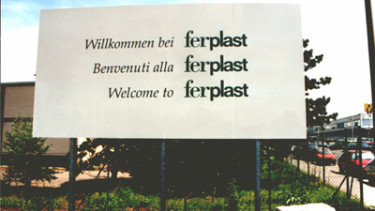 Willkommen bei ferplast
Benvenuti alla ferplast
Welcome to ferplast